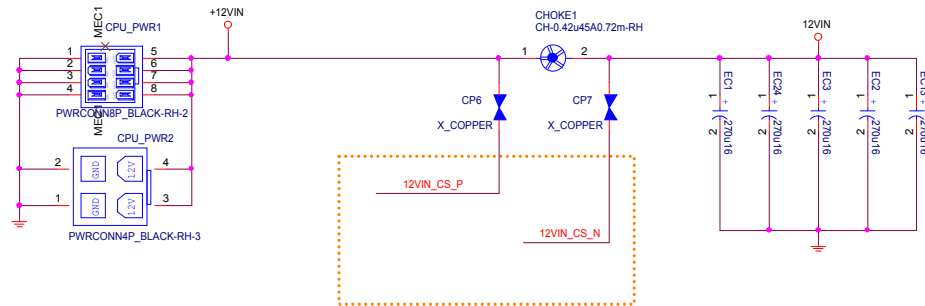 MEC1
CPU_PWR1
1
2
3
4
5
6
7
8
PWRCONN8P_BLACK-RH-2
MEC1
+12VIN
CPU_PWR2
2
1
GND
12V
GND
12V
4
3
PWRCONN4P_BLACK-RH-3
CHOKE1
CH-0.42u45A0.72m-RH
1
2
CP6
X_COPPER
CP7
X_COPPER
12VIN_CS_P
12VIN_CS_N
12VIN
EC1
1
+
2
270u16
EC24
1
+
2
270u16
EC3
1
+
2
270u16
EC2
1
+
2
270u16
1
+
2
270u16